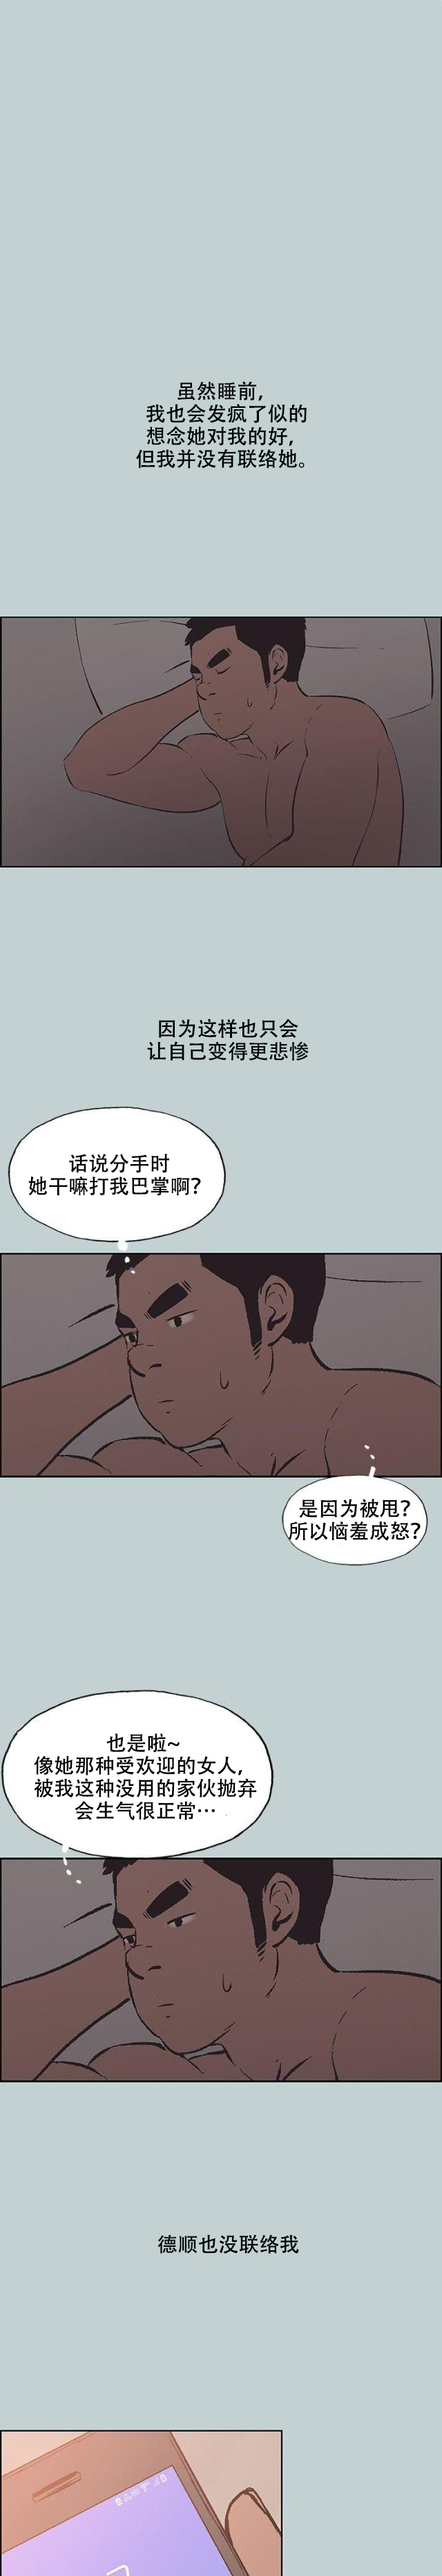 虽然睡前,
我也会发疯了似的
想念她对我的好,
但我并没有联络她。
因为这样也只会
让自己变得更悲惨
话说分手时
她干嘛打我巴掌啊?
是因为被甩?
所以恼羞成怒?
也是啦~
像她那种受欢迎的女人,
被我这种没用的家伙抛弃
会生气很正常…
德顺也没联络我